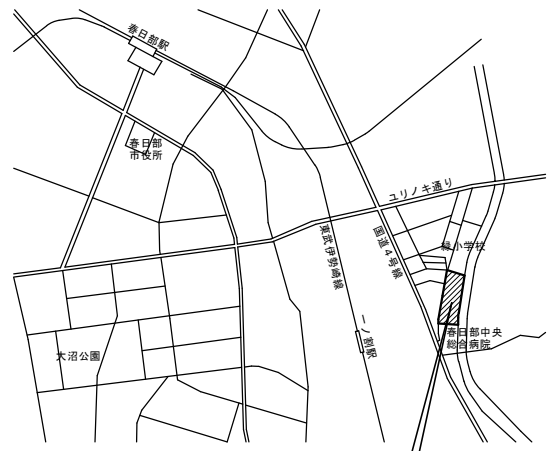 春日部駅
春日部
市役所
ユリノキ通り
東武伊勢崎線
国道4号線
緑小学校
一ノ割駅
春日部中央
総合病院
大沼公園